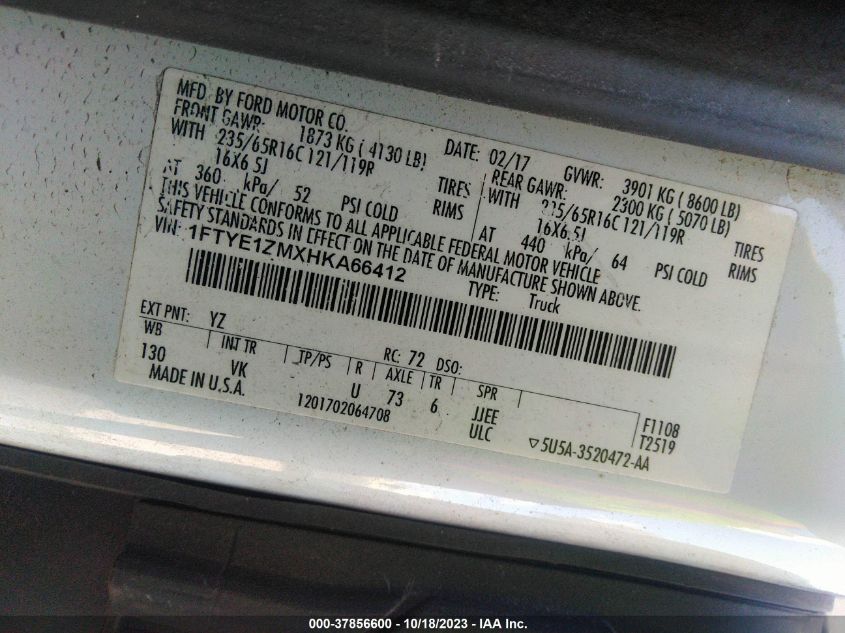 MFD. BY FORD MOTOR CO.
DATE: 02/17 GVWR: 3901 KG ( 8600 LB)
FRONT GAWR: 1873 KG ( 4130 LB) REAR GAWR: 2300 KG ( 5070 LB)
WITH 235/65R16C 121/119R TIRES WITH 235/65R16C 121/119R TIRES
16X6.5J RIMS 16X6.5J RIMS
AT 360 kPa/ 52 PSI COLD AT 440 kPa/ 64 PSI COLD
THIS VEHICLE CONFORMS TO ALL APPLICABLE FEDERAL MOTOR VEHICLE
SAFETY STANDARDS IN EFFECT ON THE DATE OF MANUFACTURE SHOWN ABOVE.
VIN: 1FTYE1ZMXHKA66412 TYPE: Truck
EXT PNT: YZ RC: 72 DSO:
WB INT TR TP/PS R AXLE TR SPR
130 VK U 73 6 JJEE F1108
MADE IN U.S.A. 1201702064708 ULC T2519
▽5U5A-3520472-AA
000-37856600 - 10/18/2023 - IAA Inc.